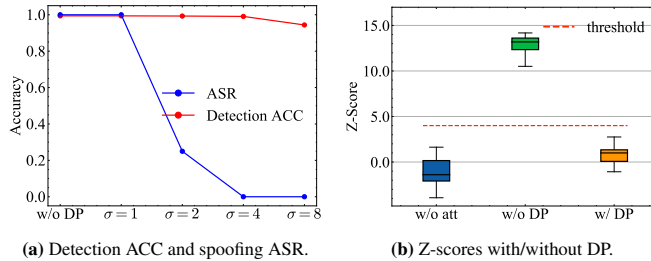 1.0
0.8
0.6
0.4
0.2
0.0
Accuracy
ASR
Detection ACC
w/o DP σ = 1 σ = 2 σ = 4 σ = 8
(a) Detection ACC and spoofing ASR.
15.0
10.0
5.0
0.0
Z-Score
threshold
w/o att w/o DP w/ DP
(b) Z-scores with/without DP.